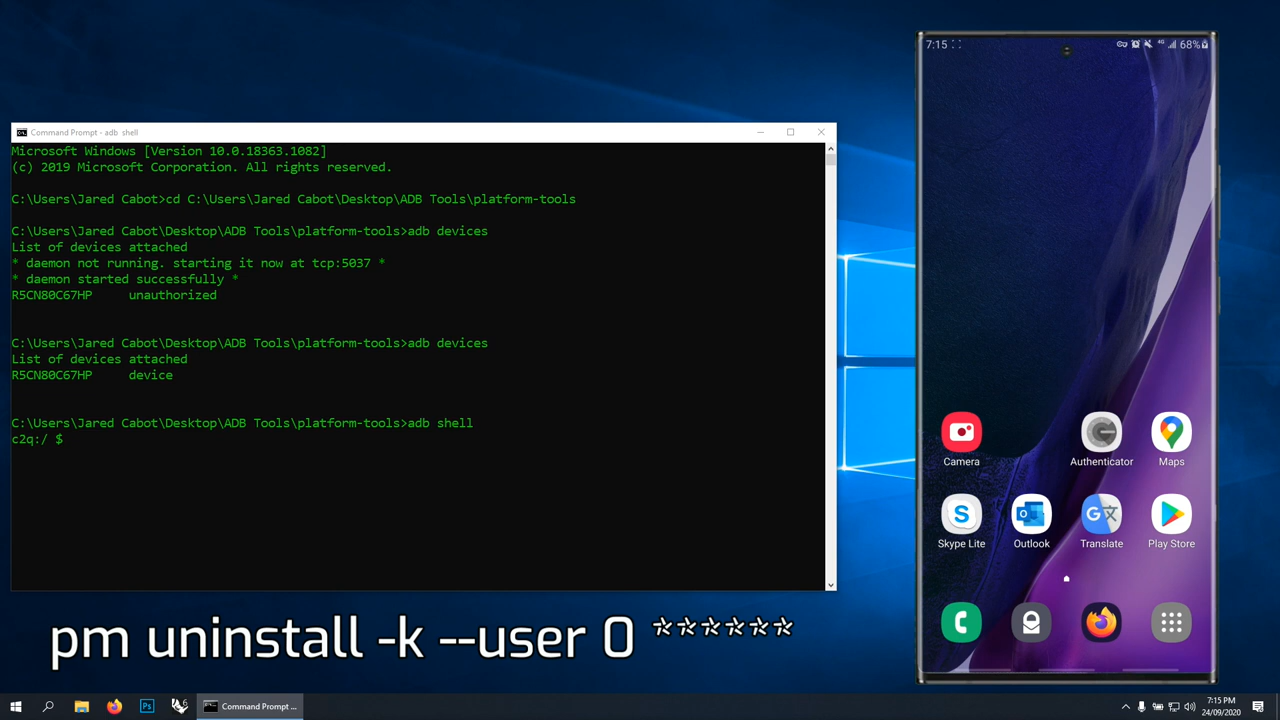 Command Prompt - adb shell
Microsoft Windows [Version 10.0.18363.1082]
(c) 2019 Microsoft Corporation. All rights reserved.
C:\Users\Jared Cabot>cd C:\Users\Jared Cabot\Desktop\ADB Tools\platform-tools
C:\Users\Jared Cabot\Desktop\ADB Tools\platform-tools>adb devices
List of devices attached
* daemon not running. starting it now at tcp:5037 *
* daemon started successfully *
R5CN80C67HP unauthorized
C:\Users\Jared Cabot\Desktop\ADB Tools\platform-tools>adb devices
List of devices attached
R5CN80C67HP device
C:\Users\Jared Cabot\Desktop\ADB Tools\platform-tools>adb shell
c2q:/ $
pm uninstall -k --user 0 ******
7:15 4G 68%
Camera Authenticator Maps
Skype Lite Outlook Translate Play Store
Ps Command Prompt ...
7:15 PM
24/09/2020